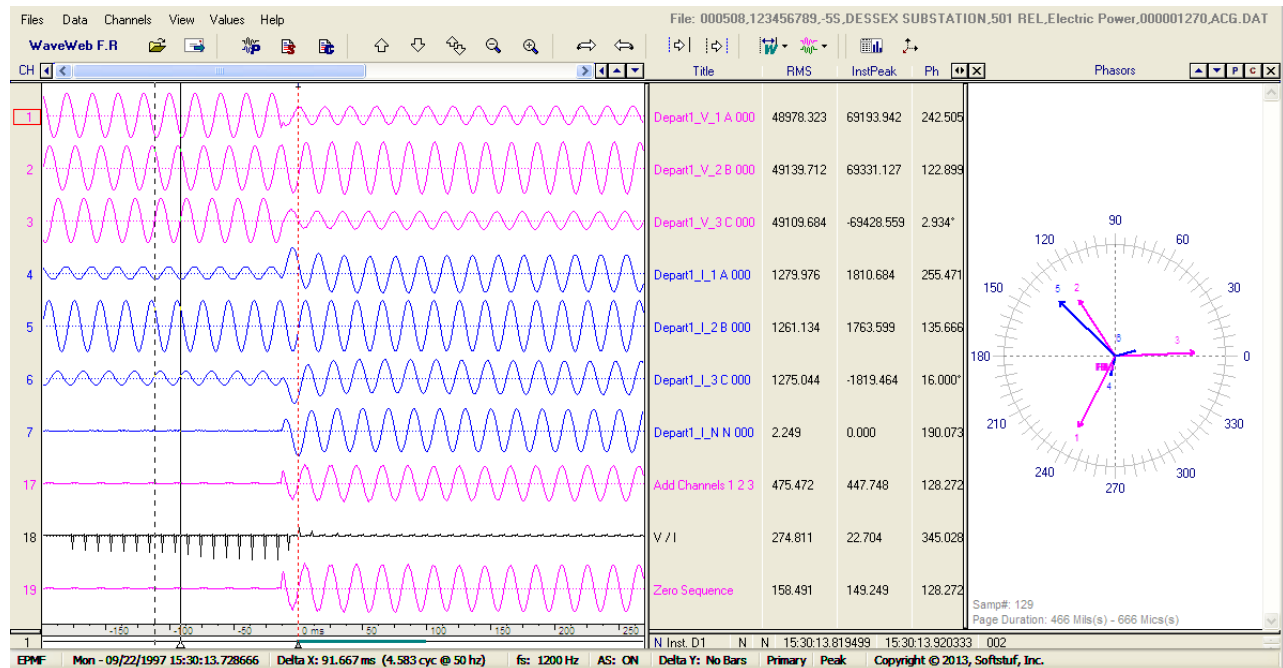 Files Data Channels View Values Help File: 000508,123456789,-5S,DESSEX SUBSTATION,501 REL,Electric Power,000001270,ACG.DAT
WaveWeb F.R
CH Title RMS InstPeak Ph Phasors P C
1 Depart1_V_1 A 000 48978.323 69193.942 242.505
2 Depart1_V_2 B 000 49139.712 69331.127 122.899
3 Depart1_V_3 C 000 49109.684 -69428.559 2.934°
4 Depart1_I_1 A 000 1279.976 1810.684 255.471
5 Depart1_I_2 B 000 1261.134 1763.599 135.666
6 Depart1_I_3 C 000 1275.044 -1819.464 16.000°
7 Depart1_I_N N 000 2.249 0.000 190.073
17 Add Channels 1 2 3 475.472 447.748 128.272
18 V / I 274.811 22.704 345.028
19 Zero Sequence 158.491 149.249 128.272
90
120 60
150 5 2 30
180 3 0
4
210 1 330
240 300
270
Samp#: 129
Page Duration: 466 Mils(s) - 666 Mics(s)
-150 -100 -50 0 ms 50 100 150 200 250
1 N Inst. D1 N N 15:30:13.819499 15:30:13.920333 002
EPMF Mon - 09/22/1997 15:30:13.728666 Delta X: 91.667 ms (4.583 cyc @ 50 hz) fs: 1200 Hz AS: ON Delta Y: No Bars Primary Peak Copyright © 2013, Softstuf, Inc.